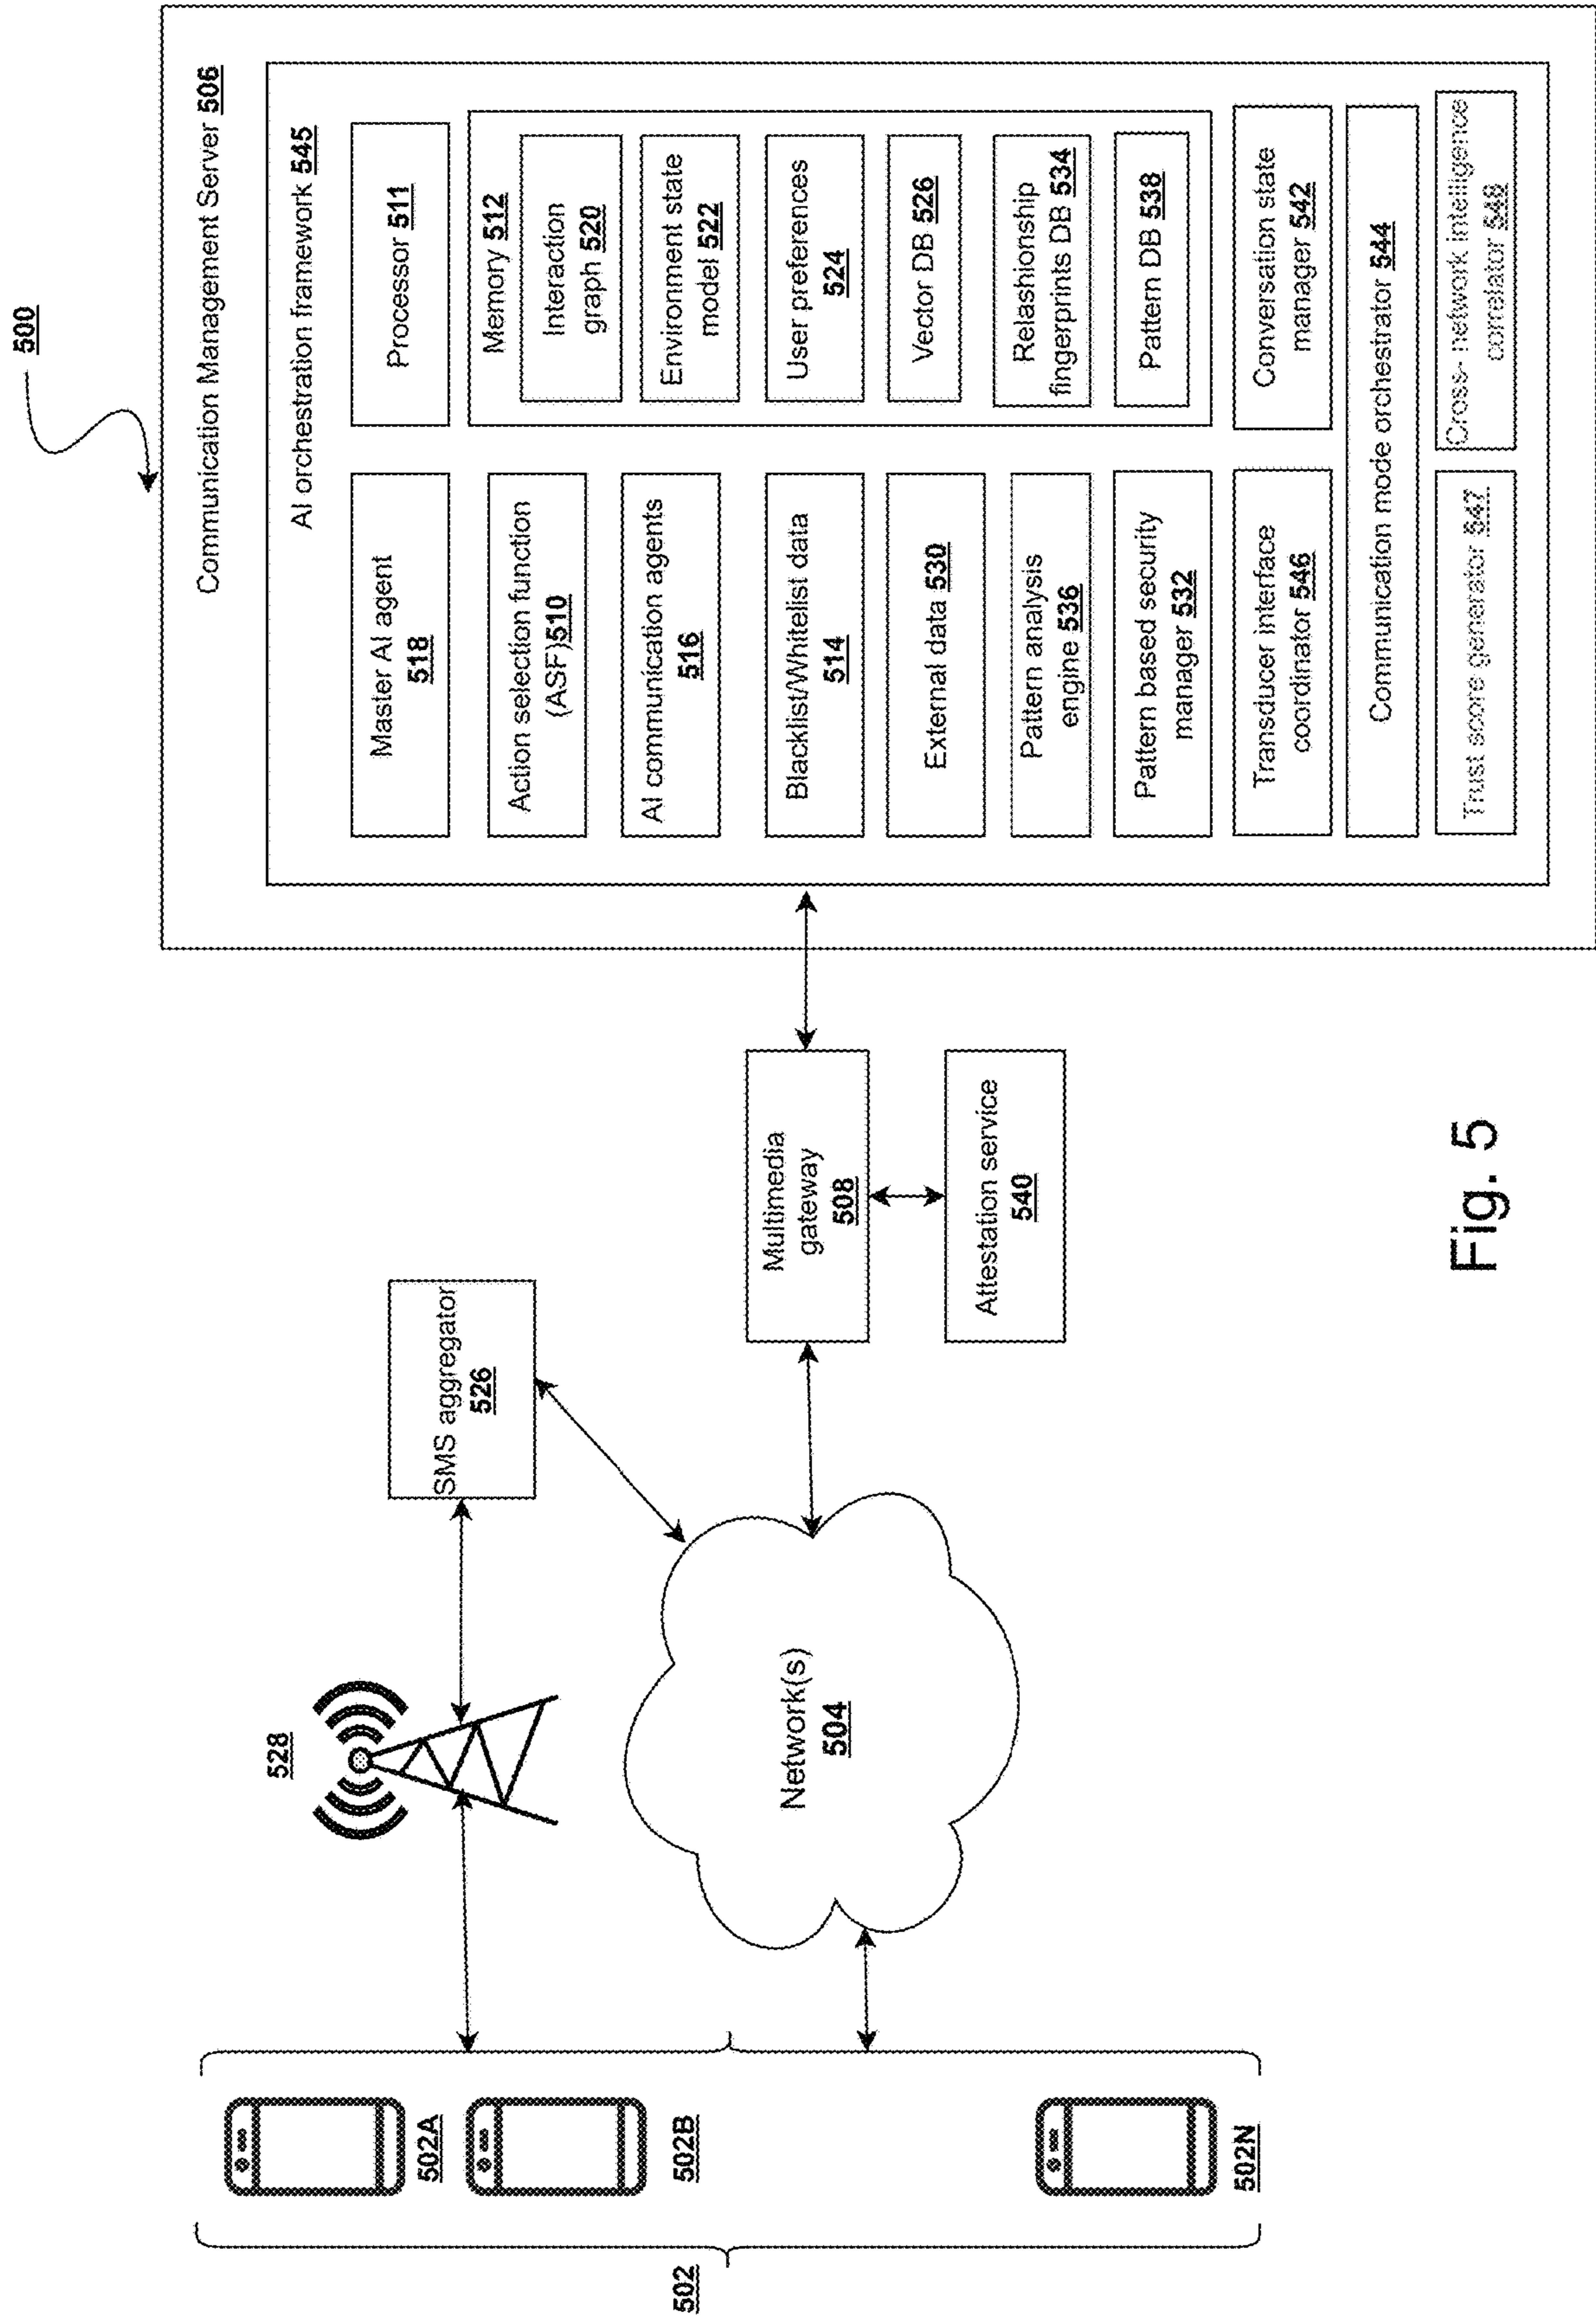 500
Communication Management Server 506
AI orchestration framework 545
Master AI agent
518
Processor 511
Action selection function
(ASF)510
Memory 512
Interaction
graph 520
AI communication agents
516
Environment state
model 522
Blacklist/Whitelist data
514
User preferences
524
External data 530
Vector DB 526
Pattern analysis
engine 536
Relashionship
fingerprints DB 534
Pattern based security
manager 532
Pattern DB 538
Transducer interface
coordinator 546
Conversation state
manager 542
Communication mode orchestrator 544
Trust score generator 547
Cross- network intelligence
correlator 548
SMS aggregator
526
528
Multimedia
gateway
508
Attestation service
540
Network(s)
504
502A
502B
502N
502
Fig. 5